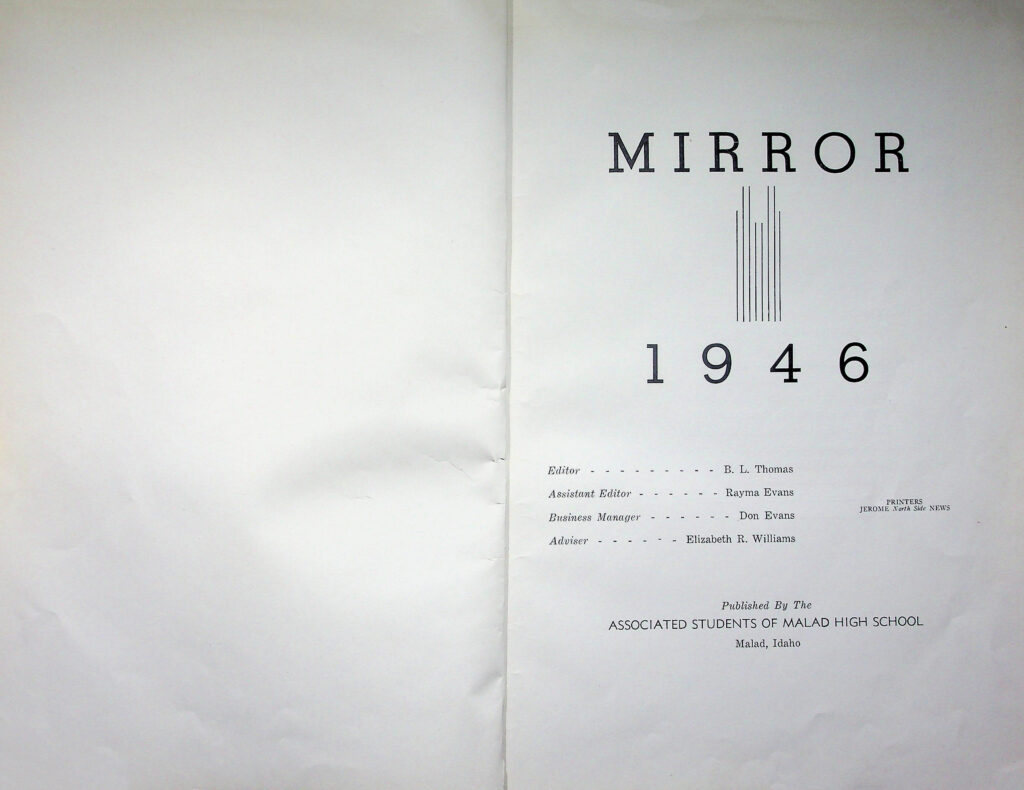 MIRROR
1946
Editor - - - - - - - - - B. L. Thomas
Assistant Editor - - - - - - Rayma Evans
Business Manager - - - - - - Don Evans
Adviser - - - - - - Elizabeth R. Williams
PRINTERS
JEROME North Side NEWS
Published By The
ASSOCIATED STUDENTS OF MALAD HIGH SCHOOL
Malad, Idaho